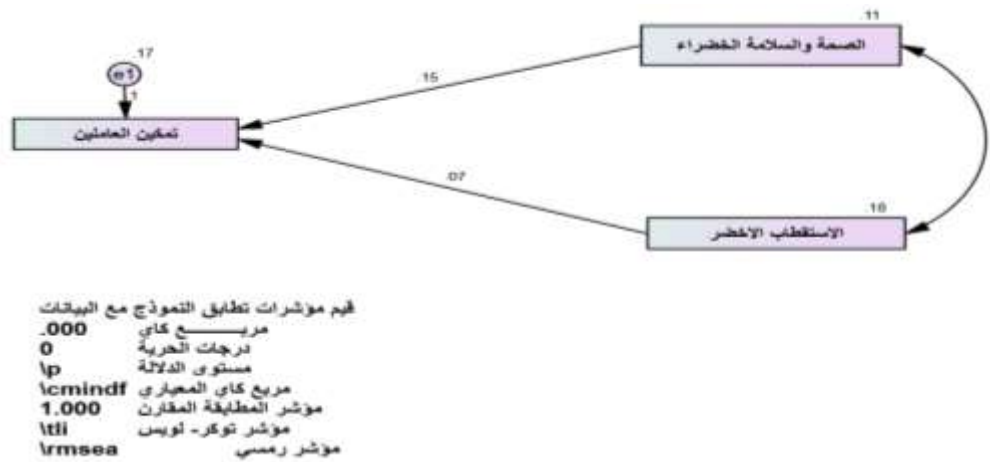 .11
الصحة والسلامة الخضراء
.17
e1
1
.15
تمكين العاملين
.07
.18
الاستقطاب الاخضر
قيم مؤشرات تطابق النموذج مع البيانات
مربـــــــع كاي .000
درجات الحرية 0
مستوى الدلالة \p
مربع كاي المعياري \cmindf
مؤشر المطابقة المقارن 1.000
مؤشر توكر- لويس \tli
مؤشر رمسي \rmsea